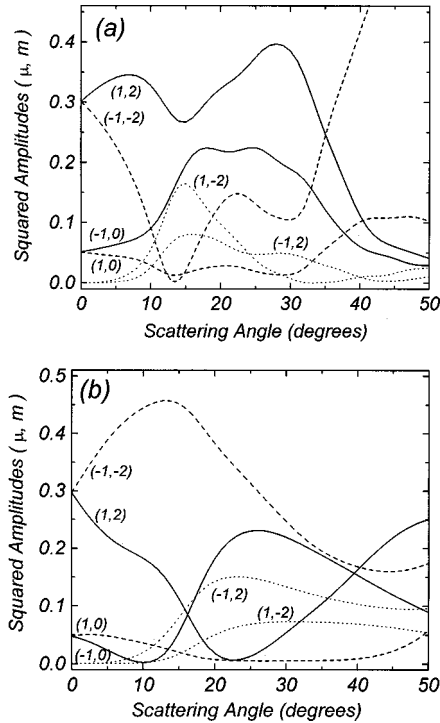 (a)
Squared Amplitudes ( μ, m )
0.4
0.3
0.2
0.1
0.0
(1,2)
(-1,-2)
(1,-2)
(-1,0)
(-1,2)
(1,0)
0 10 20 30 40 50
Scattering Angle (degrees)
(b)
Squared Amplitudes ( μ, m )
0.5
0.4
0.3
0.2
0.1
0.0
(-1,-2)
(1,2)
(-1,2)
(1,-2)
(1,0)
(-1,0)
0 10 20 30 40 50
Scattering Angle (degrees)